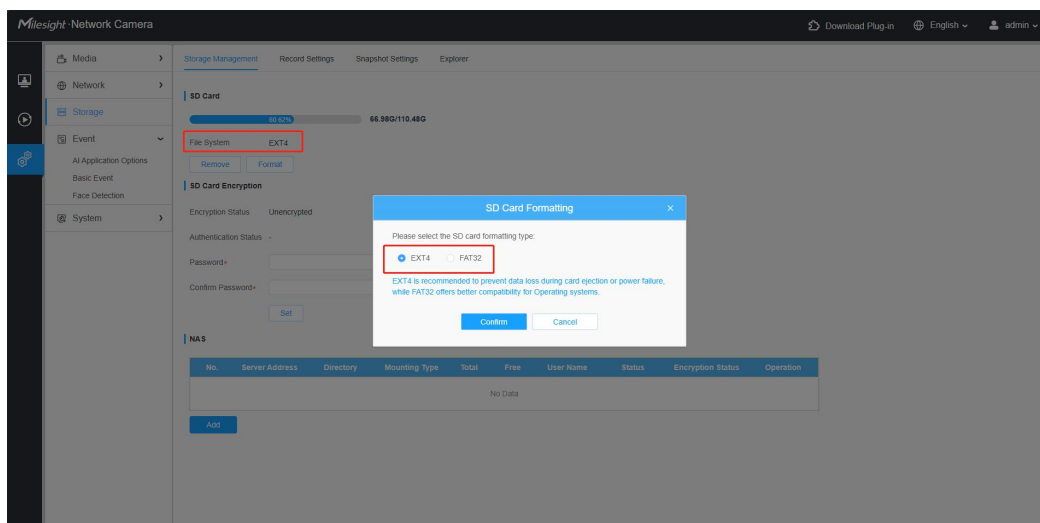 Milesight · Network Camera
Download Plug-in
English
admin
Media
Network
Storage
Event
AI Application Options
Basic Event
Face Detection
System
Storage Management Record Settings Snapshot Settings Explorer
SD Card
60.62% 66.98G/110.48G
File System EXT4
Remove Format
SD Card Encryption
Encryption Status Unencrypted
Authentication Status -
Password*
Confirm Password*
Set
SD Card Formatting
Please select the SD card formatting type:
EXT4 FAT32
EXT4 is recommended to prevent data loss during card ejection or power failure,
while FAT32 offers better compatibility for Operating systems.
Confirm Cancel
NAS
No. Server Address Directory Mounting Type Total Free User Name Status Encryption Status Operation
No Data
Add